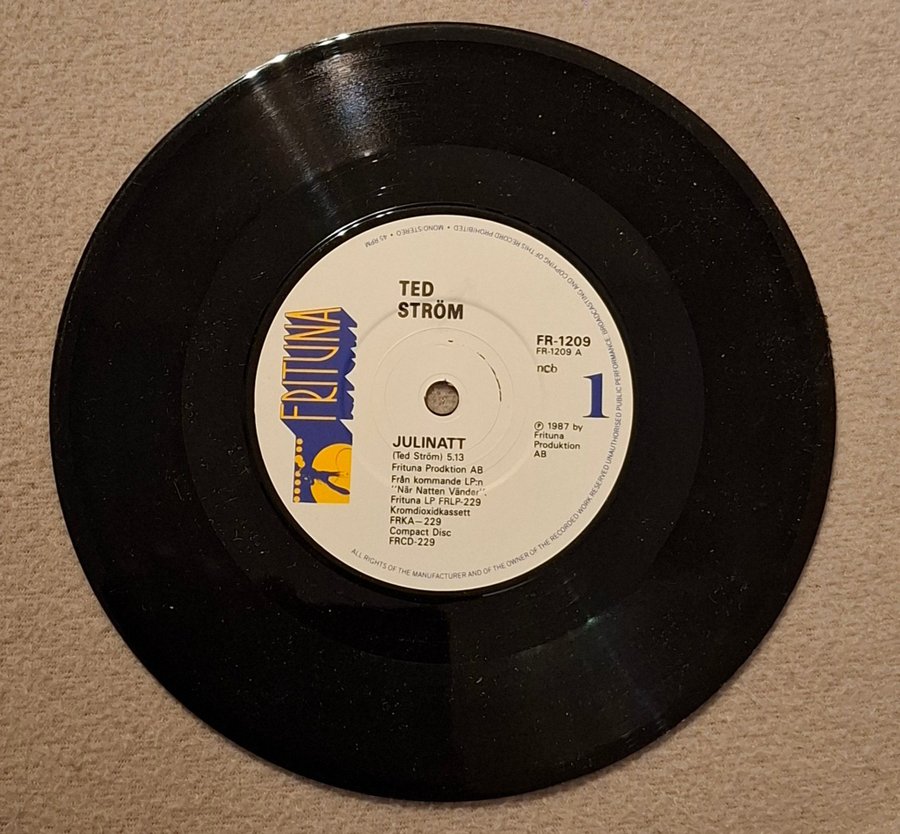 TED
STRÖM
FRITUNA
FR-1209
FR-1209 A
ncb
1
℗ 1987 by
Frituna
Produktion
AB
JULINATT
(Ted Ström) 5.13
Frituna Prodktion AB
Från kommande LP:n
"När Natten Vänder".
Frituna LP FRLP-229
Kromdioxidkassett
FRKA—229
Compact Disc
FRCD-229
ALL RIGHTS OF THE MANUFACTURER AND OF THE OWNER OF THE RECORDED WORK RESERVED UNAUTHORISED PUBLIC PERFORMANCE, BROADCASTING AND COPYING OF THIS RECORD PROHIBITED • MONO/STEREO • 45 RPM